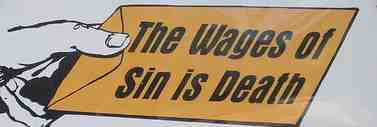 The Wages of
Sin is Death